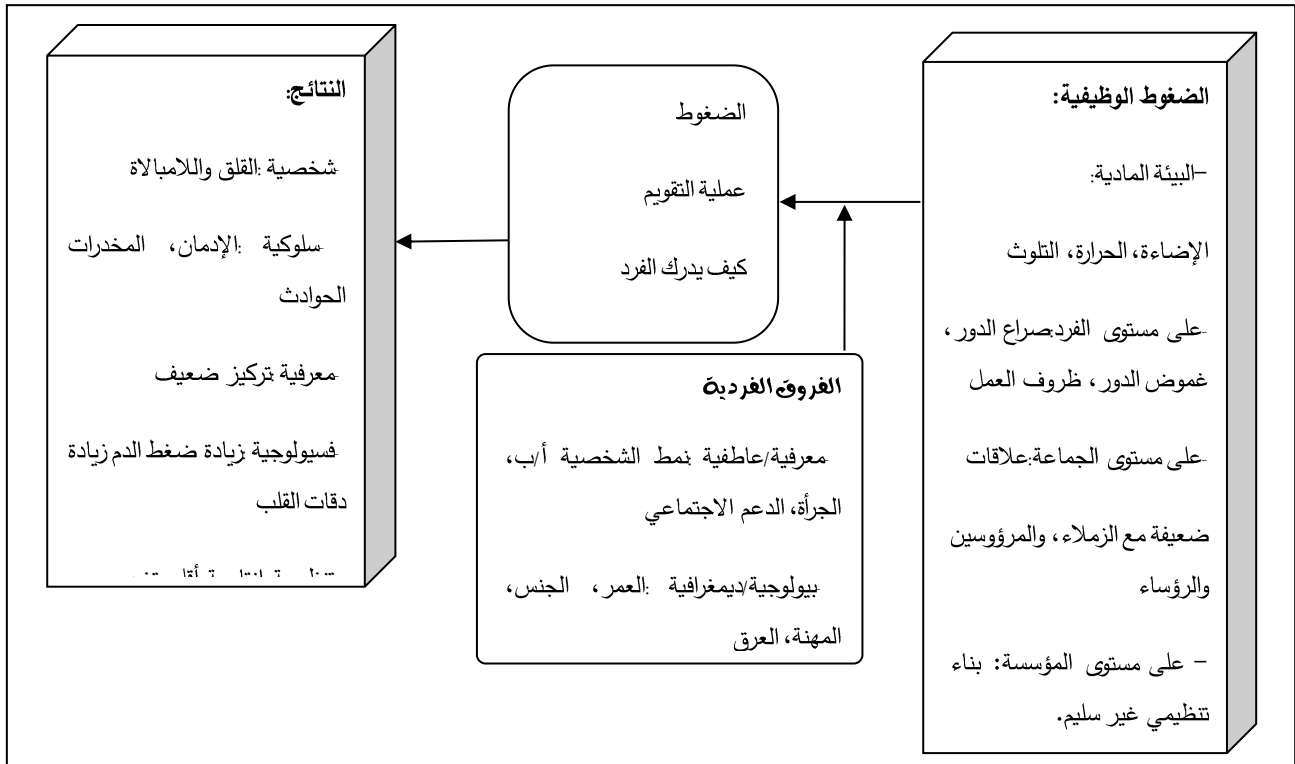 الضغوط الوظيفية:
-البيئة المادية:
الإضاءة، الحرارة، التلوث
-على مستوى الفرد:صراع الدور،
غموض الدور، ظروف العمل
-على مستوى الجماعة:علاقات
ضعيفة مع الزملاء، والمرؤوسين
والرؤساء
- على مستوى المؤسسة: بناء
تنظيمي غير سليم.
الضغوط
عملية التقويم
كيف يدرك الفرد
الفروق الفردية
-معرفية/عاطفية :نمط الشخصية أ/ب،
الجرأة، الدعم الاجتماعي
-بيولوجية/ديمغرافية :العمر، الجنس،
المهنة، العرق
النتائج:
-شخصية :القلق واللامبالاة
-سلوكية :الإدمان، المخدرات
الحوادث
-معرفية :تركيز ضعيف
-فسيولوجية :زيادة ضغط الدم زيادة
دقات القلب